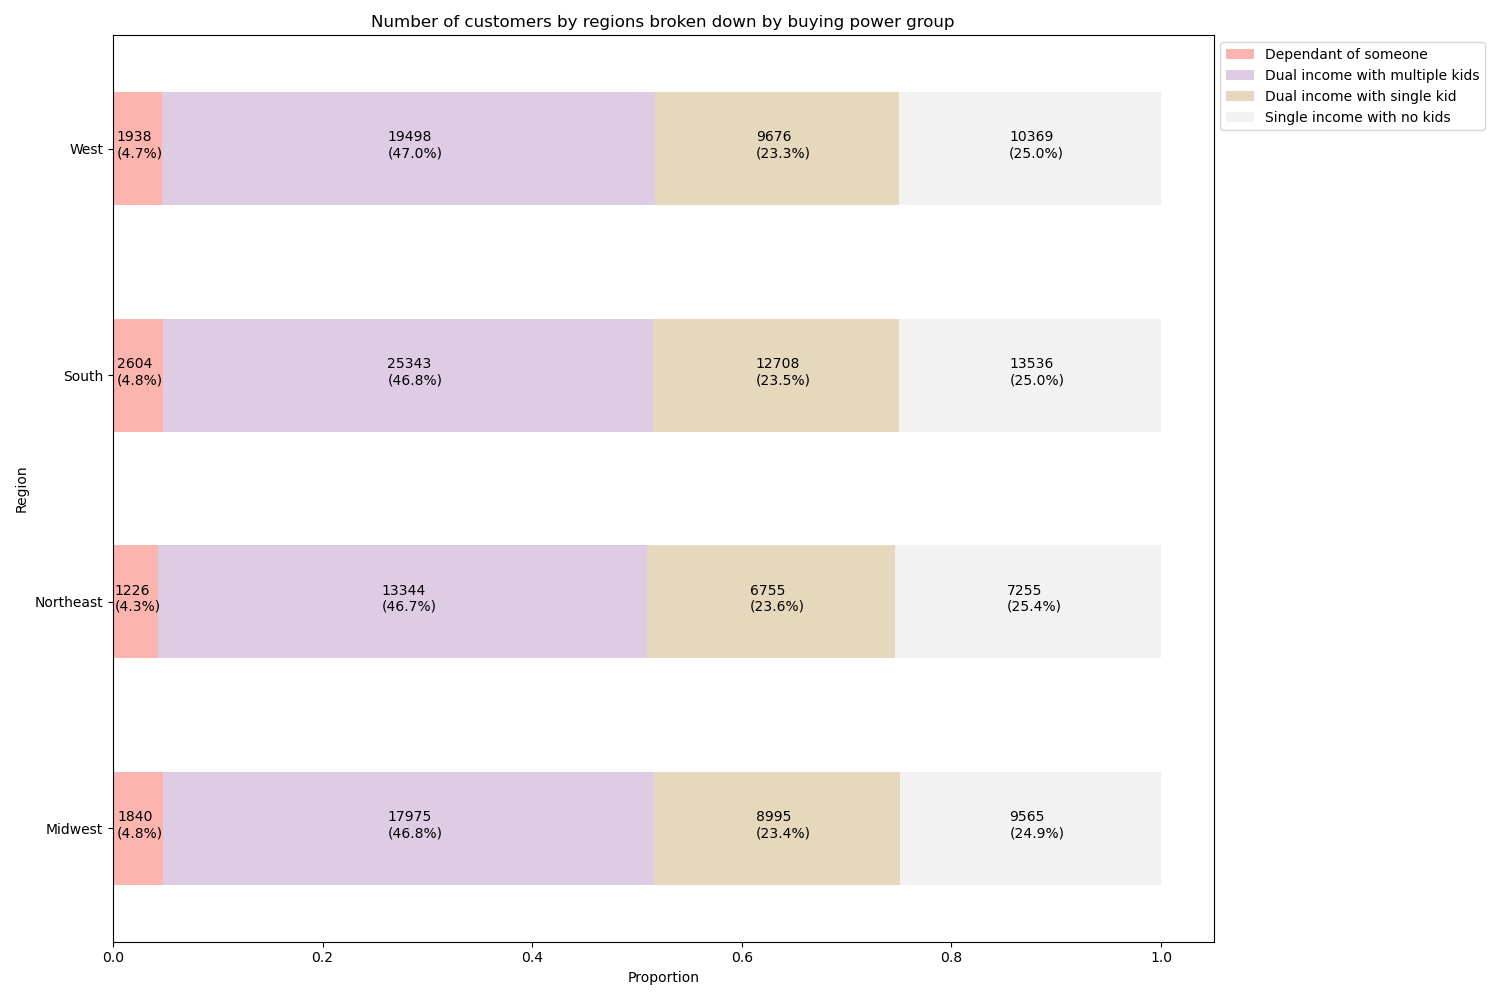 Number of customers by regions broken down by buying power group
Dependant of someone
Dual income with multiple kids
Dual income with single kid
Single income with no kids
West
1938
(4.7%)
19498
(47.0%)
9676
(23.3%)
10369
(25.0%)
South
2604
(4.8%)
25343
(46.8%)
12708
(23.5%)
13536
(25.0%)
Region
Northeast
1226
(4.3%)
13344
(46.7%)
6755
(23.6%)
7255
(25.4%)
Midwest
1840
(4.8%)
17975
(46.8%)
8995
(23.4%)
9565
(24.9%)
0.0 0.2 0.4 0.6 0.8 1.0
Proportion